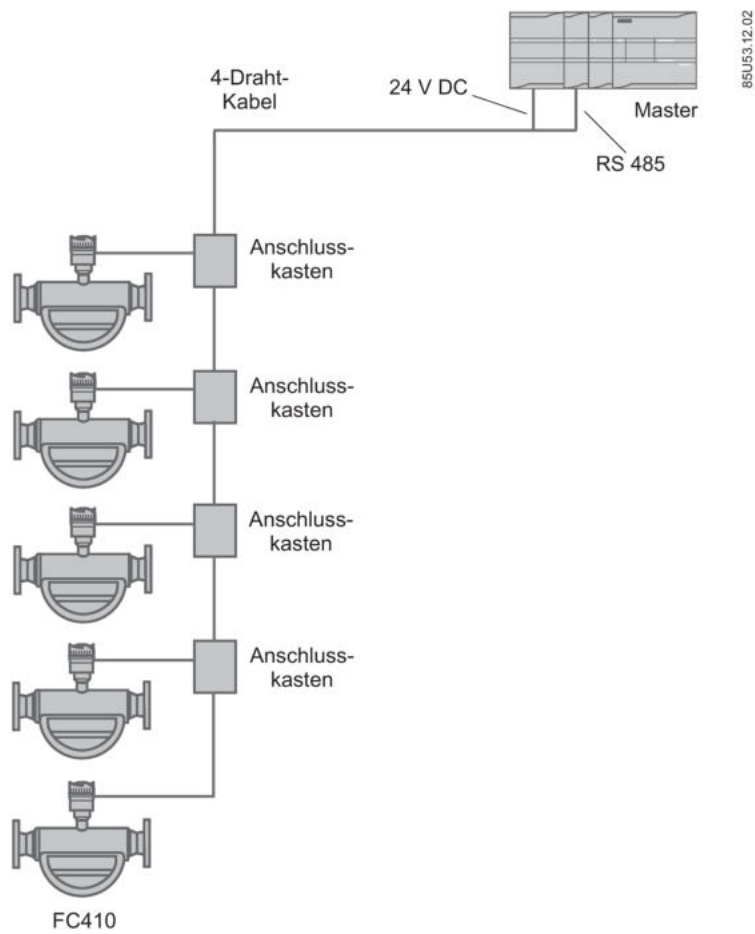 85U53.12.02
4-Draht-
Kabel
24 V DC
Master
RS 485
Anschluss-
kasten
Anschluss-
kasten
Anschluss-
kasten
Anschluss-
kasten
FC410